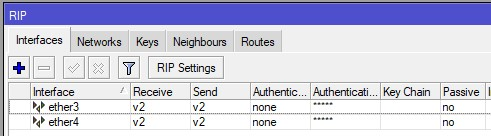 RIP
Interfaces Networks Keys Neighbours Routes
RIP Settings
Interface Receive Send Authentic... Authenticati... Key Chain Passive
ether3 v2 v2 none ***** no
ether4 v2 v2 none ***** no